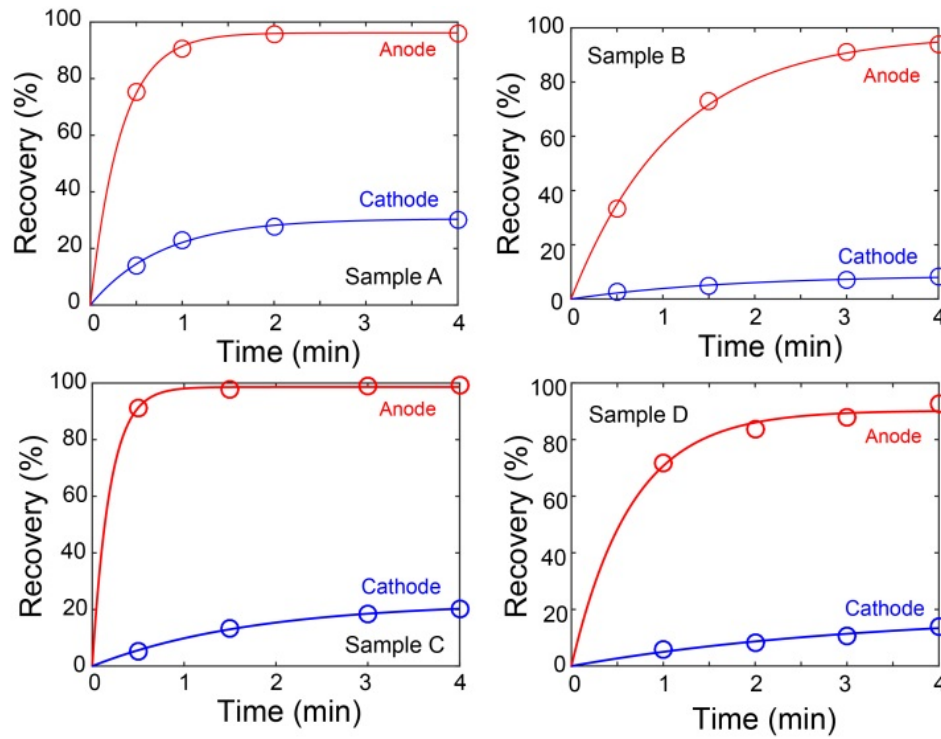 100
80
60
40
20
0
Recovery (%)
Anode
Cathode
Sample A
0 1 2 3 4
Time (min)
100
80
60
40
20
0
Recovery (%)
Sample B
Anode
Cathode
0 1 2 3 4
Time (min)
100
80
60
40
20
0
Recovery (%)
Anode
Cathode
Sample C
0 1 2 3 4
Time (min)
100
80
60
40
20
0
Recovery (%)
Sample D
Anode
Cathode
0 1 2 3 4
Time (min)